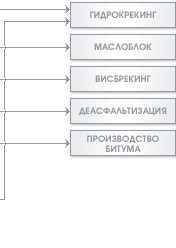 ГИДРОКРЕКИНГ
МАСЛОБЛОК
ВИСБРЕКИНГ
ДЕАСФАЛЬТИЗАЦИЯ
ПРОИЗВОДСТВО
БИТУМА